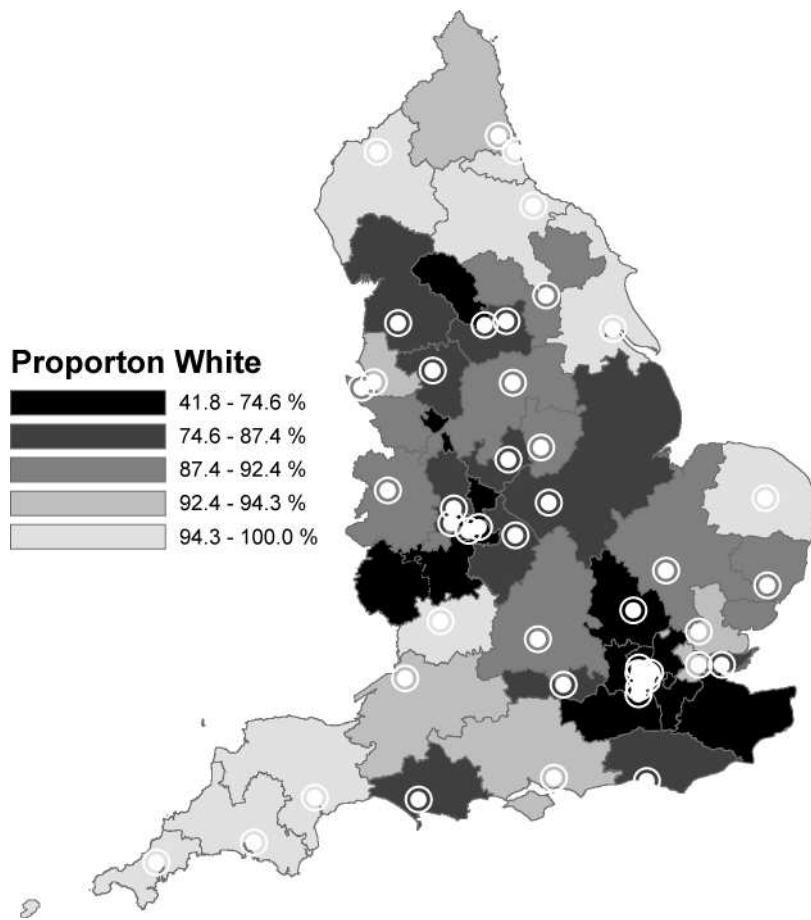 Proporton White
41.8 - 74.6 %
74.6 - 87.4 %
87.4 - 92.4 %
92.4 - 94.3 %
94.3 - 100.0 %